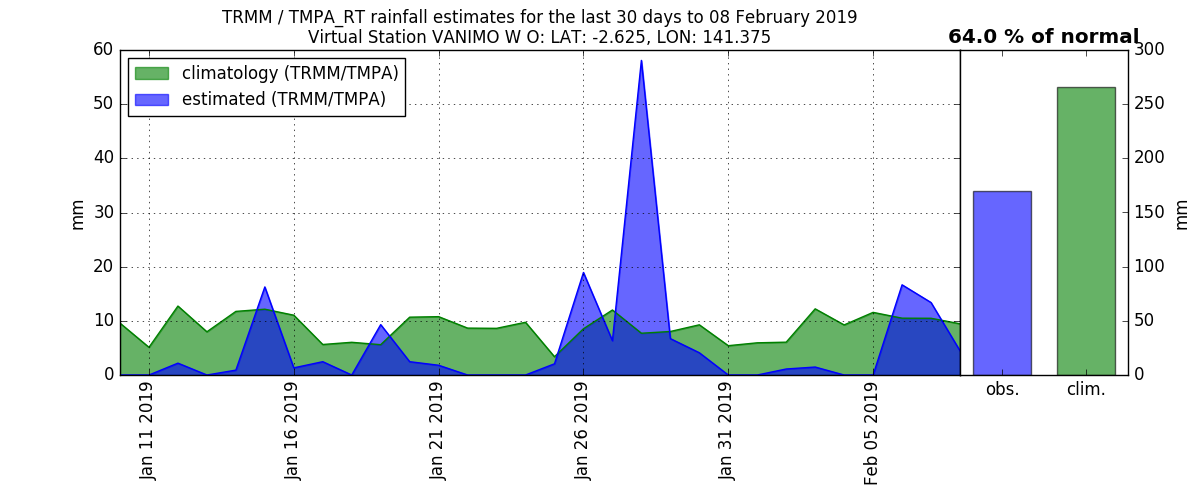 TRMM / TMPA_RT rainfall estimates for the last 30 days to 08 February 2019
Virtual Station VANIMO W O: LAT: -2.625, LON: 141.375
64.0 % of normal
climatology (TRMM/TMPA)
estimated (TRMM/TMPA)
60
50
40
30
20
10
0
mm
Jan 11 2019
Jan 16 2019
Jan 21 2019
Jan 26 2019
Jan 31 2019
Feb 05 2019
300
250
200
150
100
50
0
mm
obs.
clim.